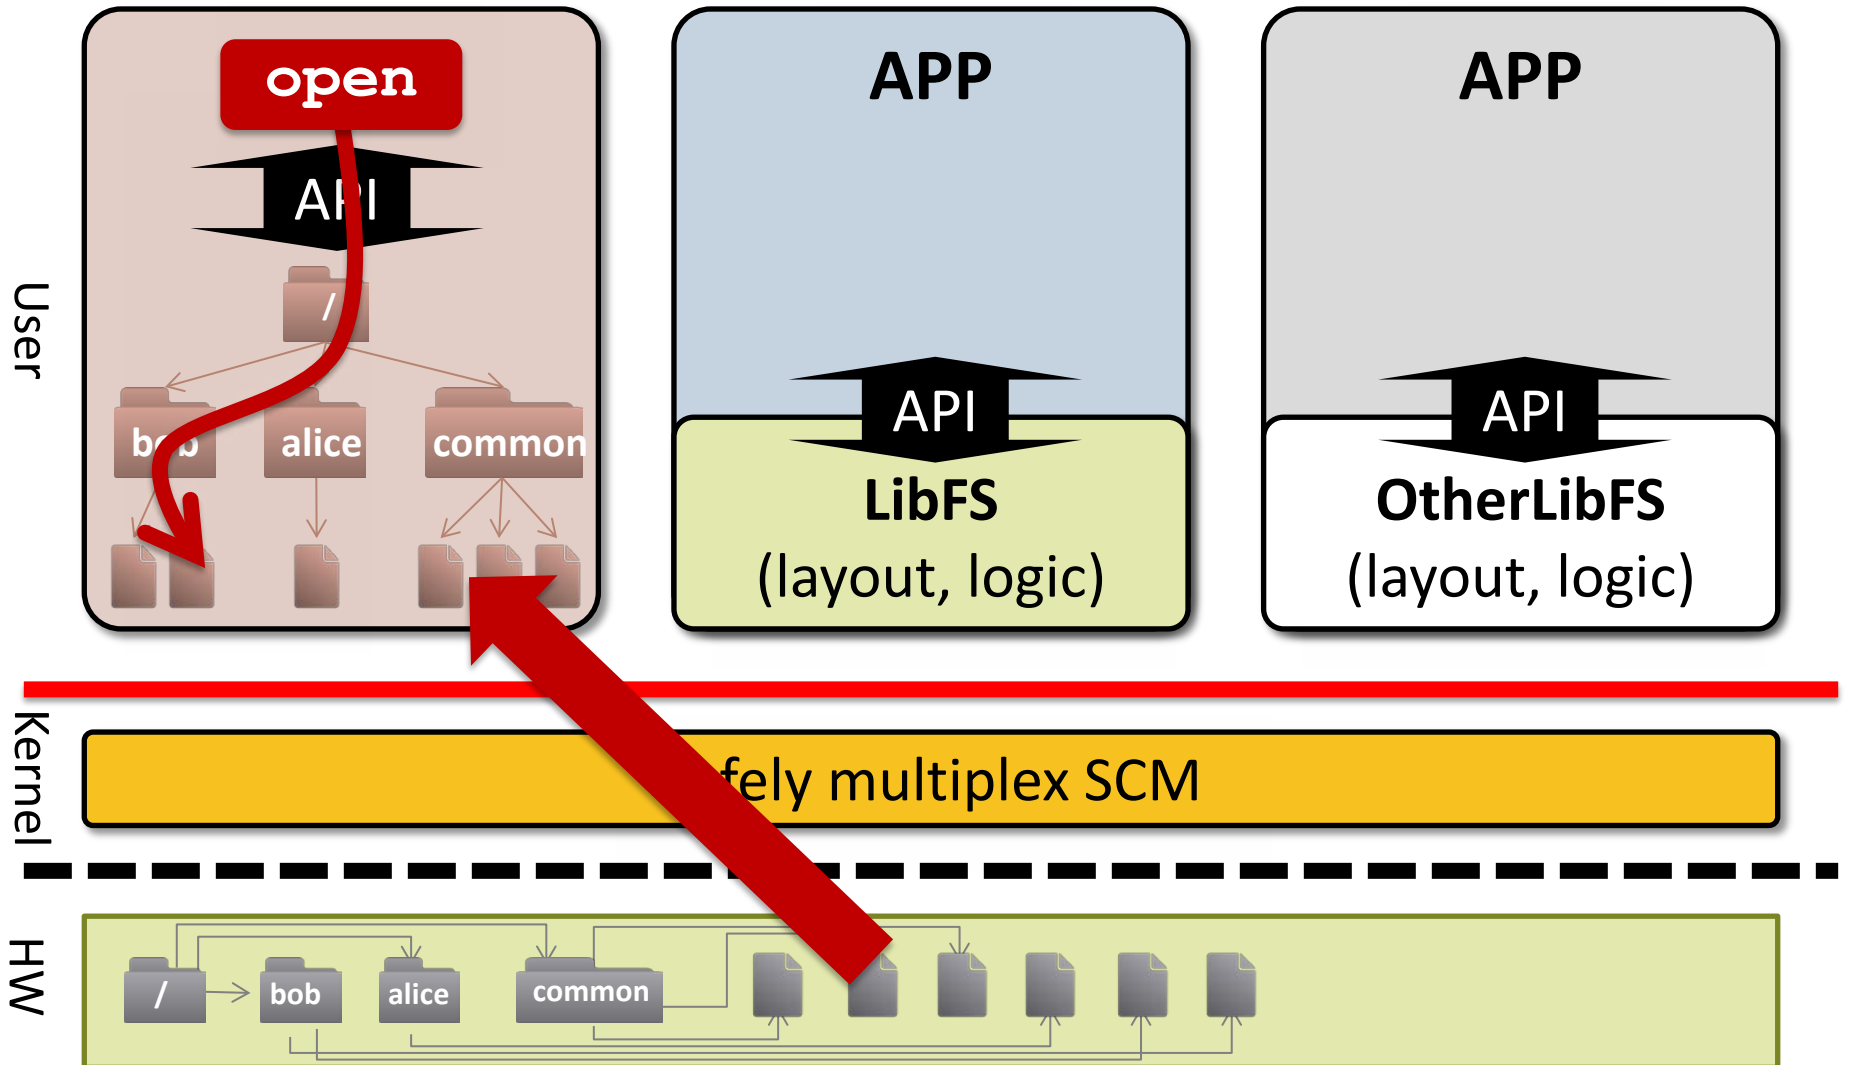 open
API
/
bob
alice
common
APP
API
LibFS
(layout, logic)
APP
API
OtherLibFS
(layout, logic)
User
Kernel
fely multiplex SCM
HW
/
bob
alice
common